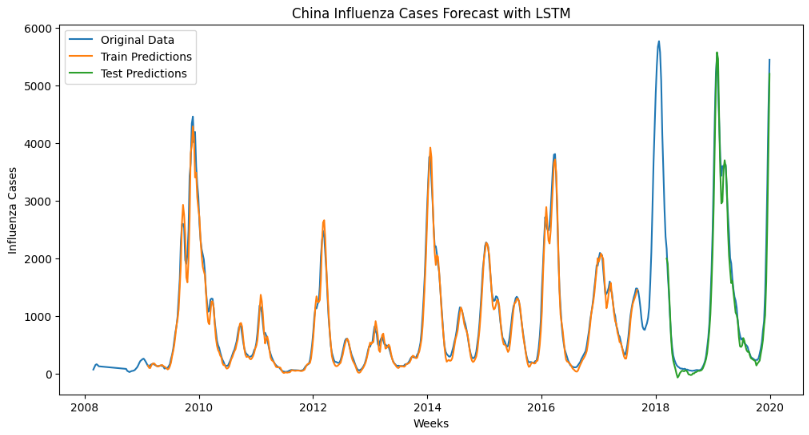 China Influenza Cases Forecast with LSTM
Original Data
Train Predictions
Test Predictions
6000
5000
4000
3000
2000
1000
0
Influenza Cases
2008
2010
2012
2014
2016
2018
2020
Weeks